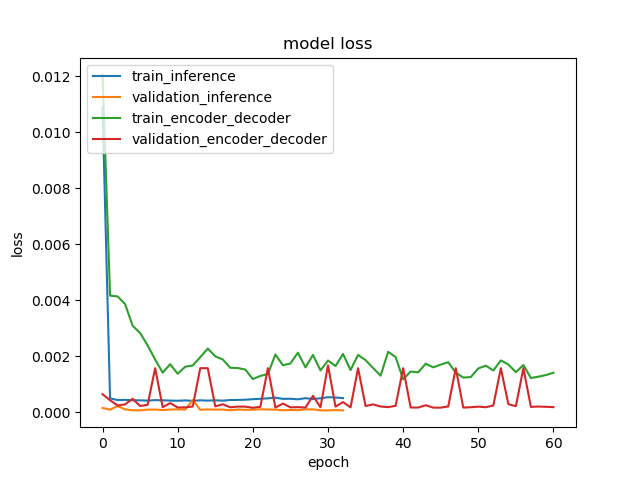 model loss
train_inference
validation_inference
train_encoder_decoder
validation_encoder_decoder
loss
0.012
0.010
0.008
0.006
0.004
0.002
0.000
0 10 20 30 40 50 60
epoch